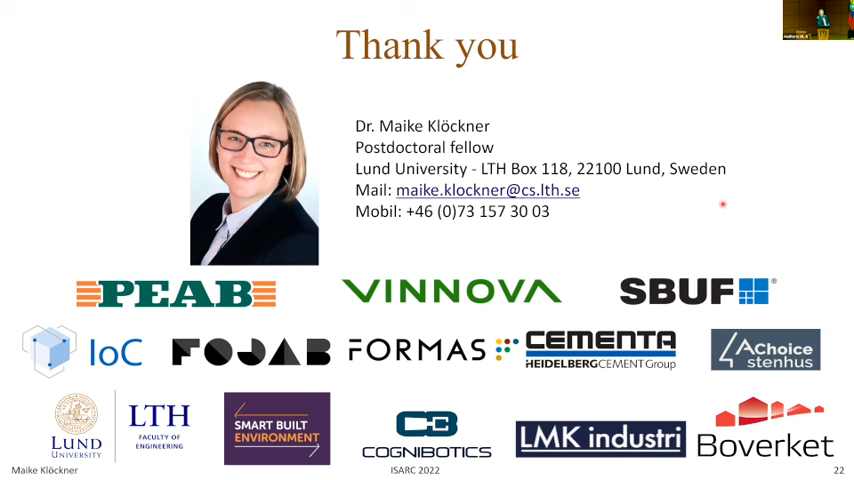 Thank you
Dr. Maike Klöckner
Postdoctoral fellow
Lund University - LTH Box 118, 22100 Lund, Sweden
Mail: maike.klockner@cs.lth.se
Mobil: +46 (0)73 157 30 03
PEAB
VINNOVA
SBUF®
IoC
FOJAB
FORMAS
CEMENTA
HEIDELBERGCEMENT Group
4
AChoice
stenhus
LUND
UNIVERSITY
LTH
FACULTY OF
ENGINEERING
SMART BUILT
ENVIRONMENT
COGNIBOTICS
LMK industri
Boverket
Maike Klöckner
ISARC 2022
22